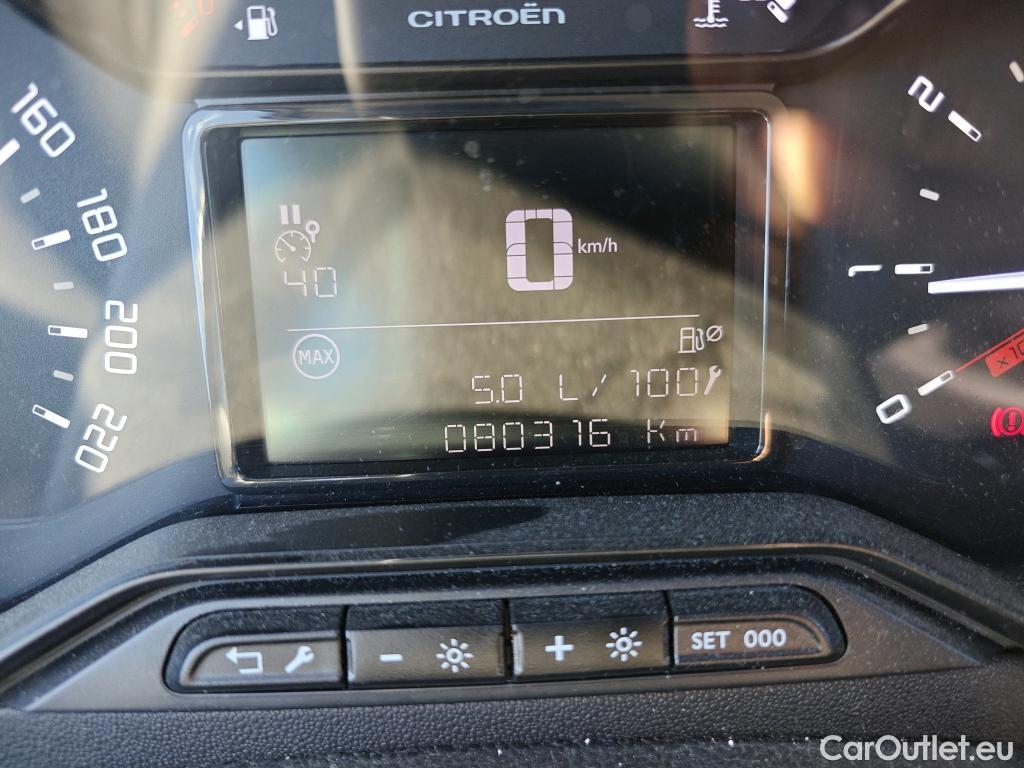 CITROËN
160
180
200
220
2
1
0
x10
0 km/h
40
MAX
5.0 L/100
080316 Km
SET 000
CarOutlet.eu